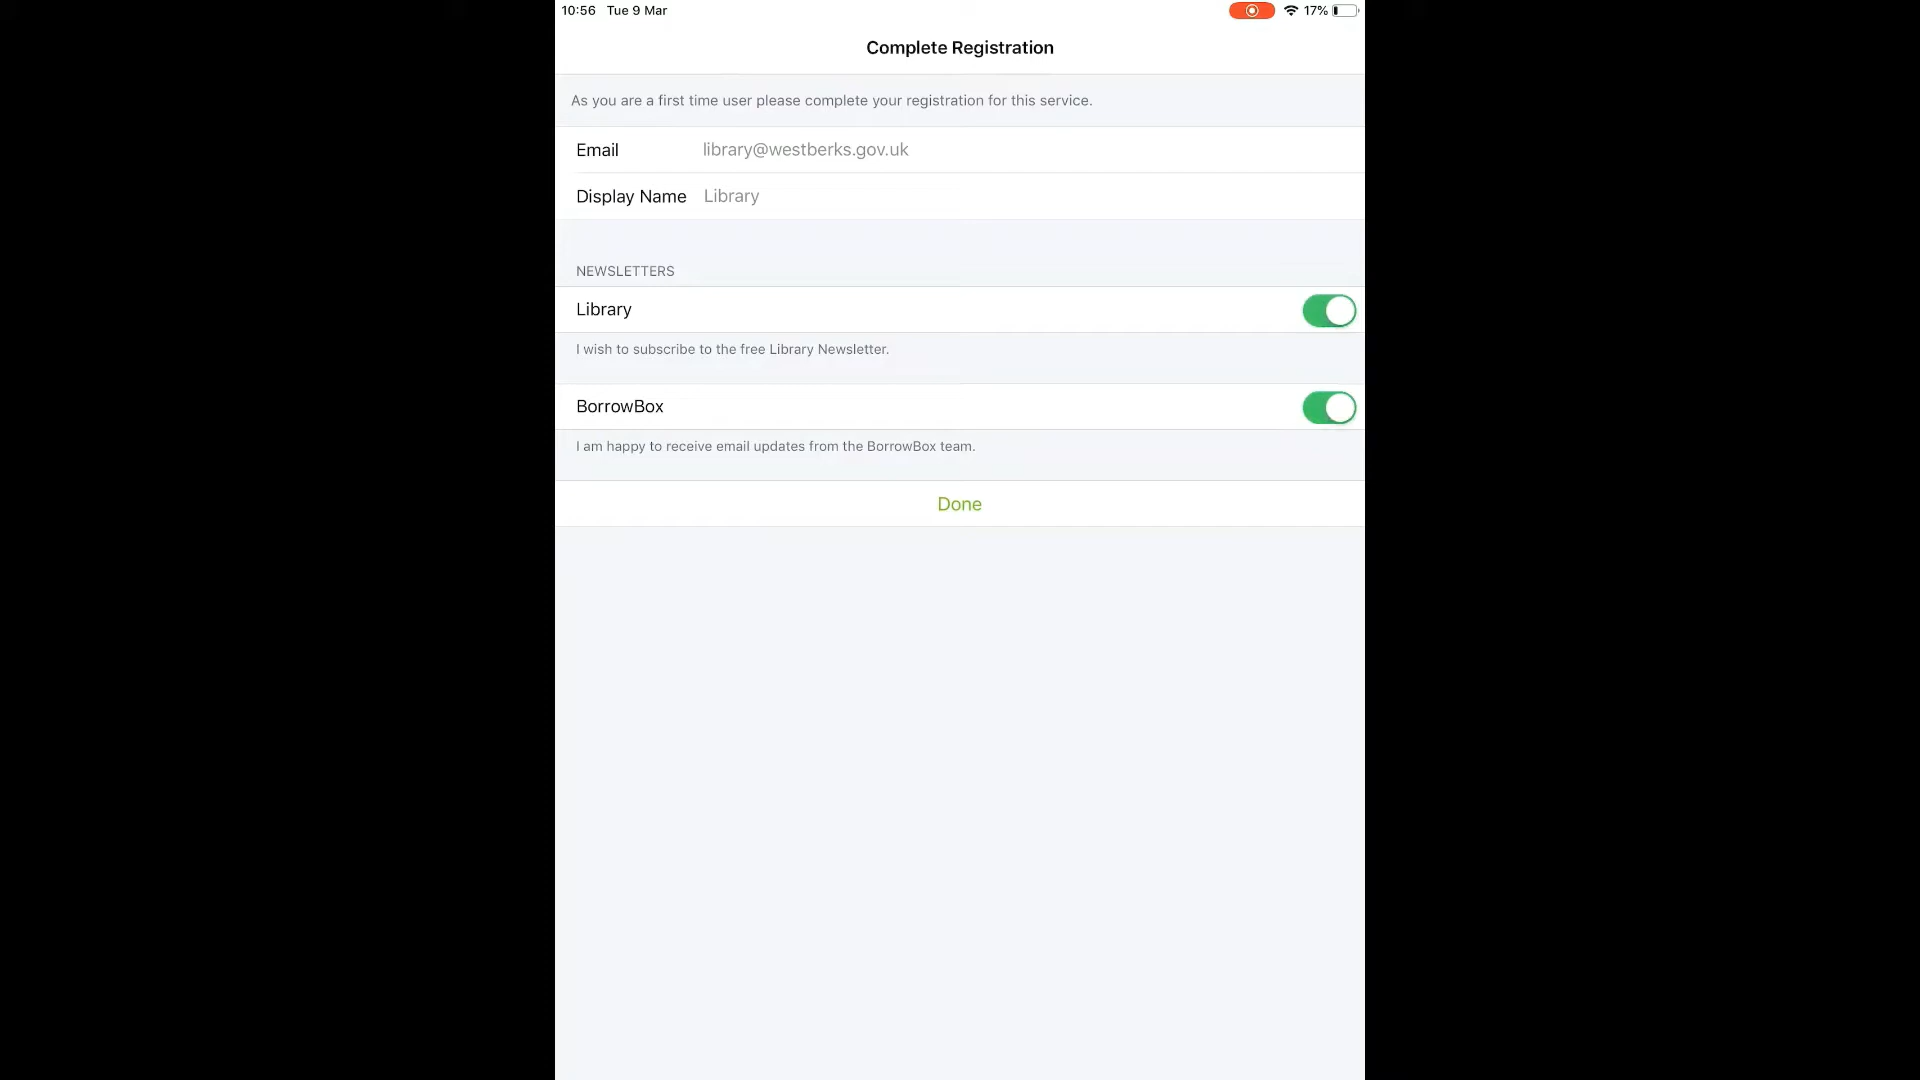 10:56 Tue 9 Mar 17%
Complete Registration
As you are a first time user please complete your registration for this service.
Email library@westberks.gov.uk
Display Name Library
NEWSLETTERS
Library
I wish to subscribe to the free Library Newsletter.
BorrowBox
I am happy to receive email updates from the BorrowBox team.
Done